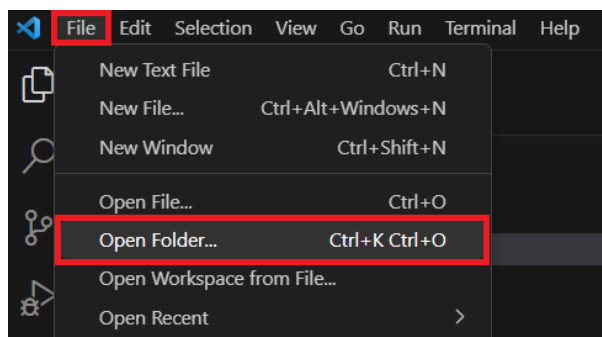 File Edit Selection View Go Run Terminal Help
New Text File Ctrl+N
New File... Ctrl+Alt+Windows+N
New Window Ctrl+Shift+N
Open File... Ctrl+O
Open Folder... Ctrl+K Ctrl+O
Open Workspace from File...
Open Recent